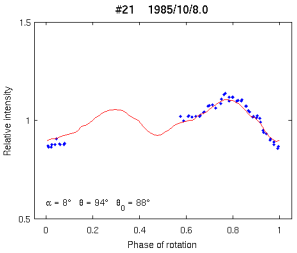 #21 1985/10/8.0
1.5
1
0.5
Relative intensity
α = 8° θ = 94° θ₀ = 88°
0 0.2 0.4 0.6 0.8 1
Phase of rotation